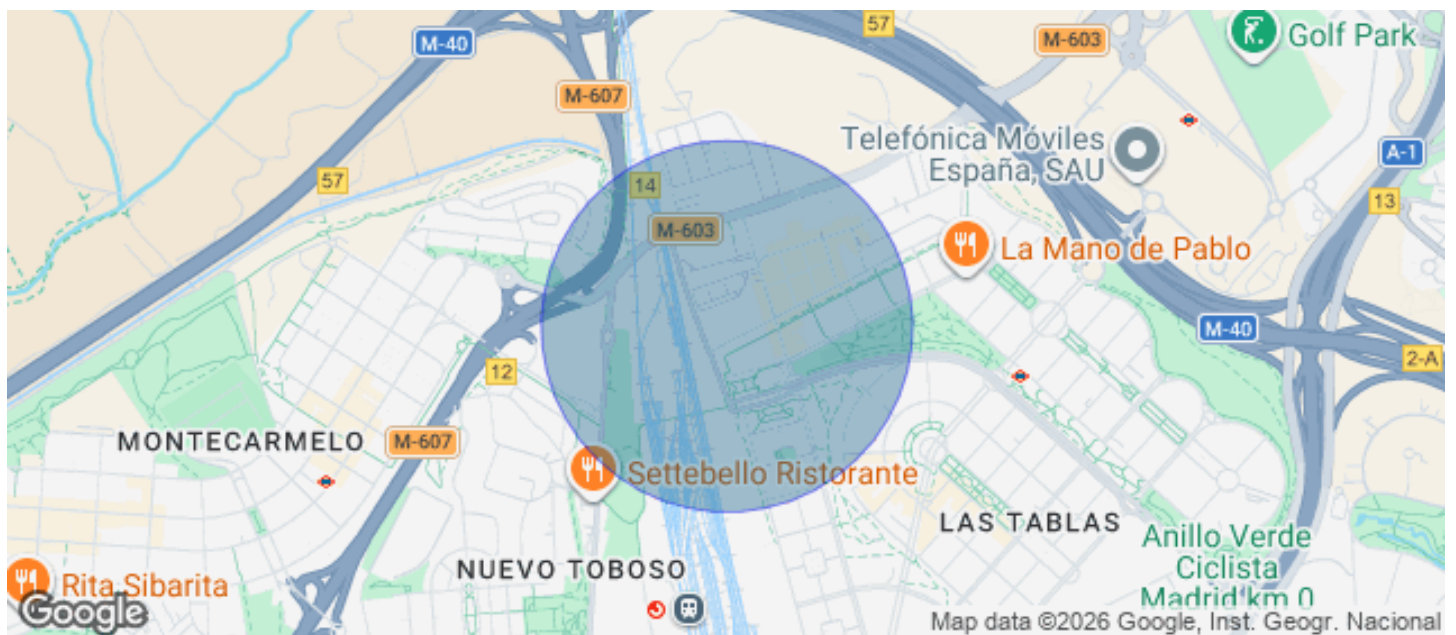 57
M-40
M-603
Golf Park
M-607
Telefónica Móviles
España, SAU
A-1
57
14
13
M-603
La Mano de Pablo
M-40
12
2-A
MONTECARMELO
M-607
Settebello Ristorante
LAS TABLAS
Anillo Verde
Ciclista
Madrid km 0
NUEVO TOBOSO
Rita Sibarita
Google
Map data ©2026 Google, Inst. Geogr. Nacional